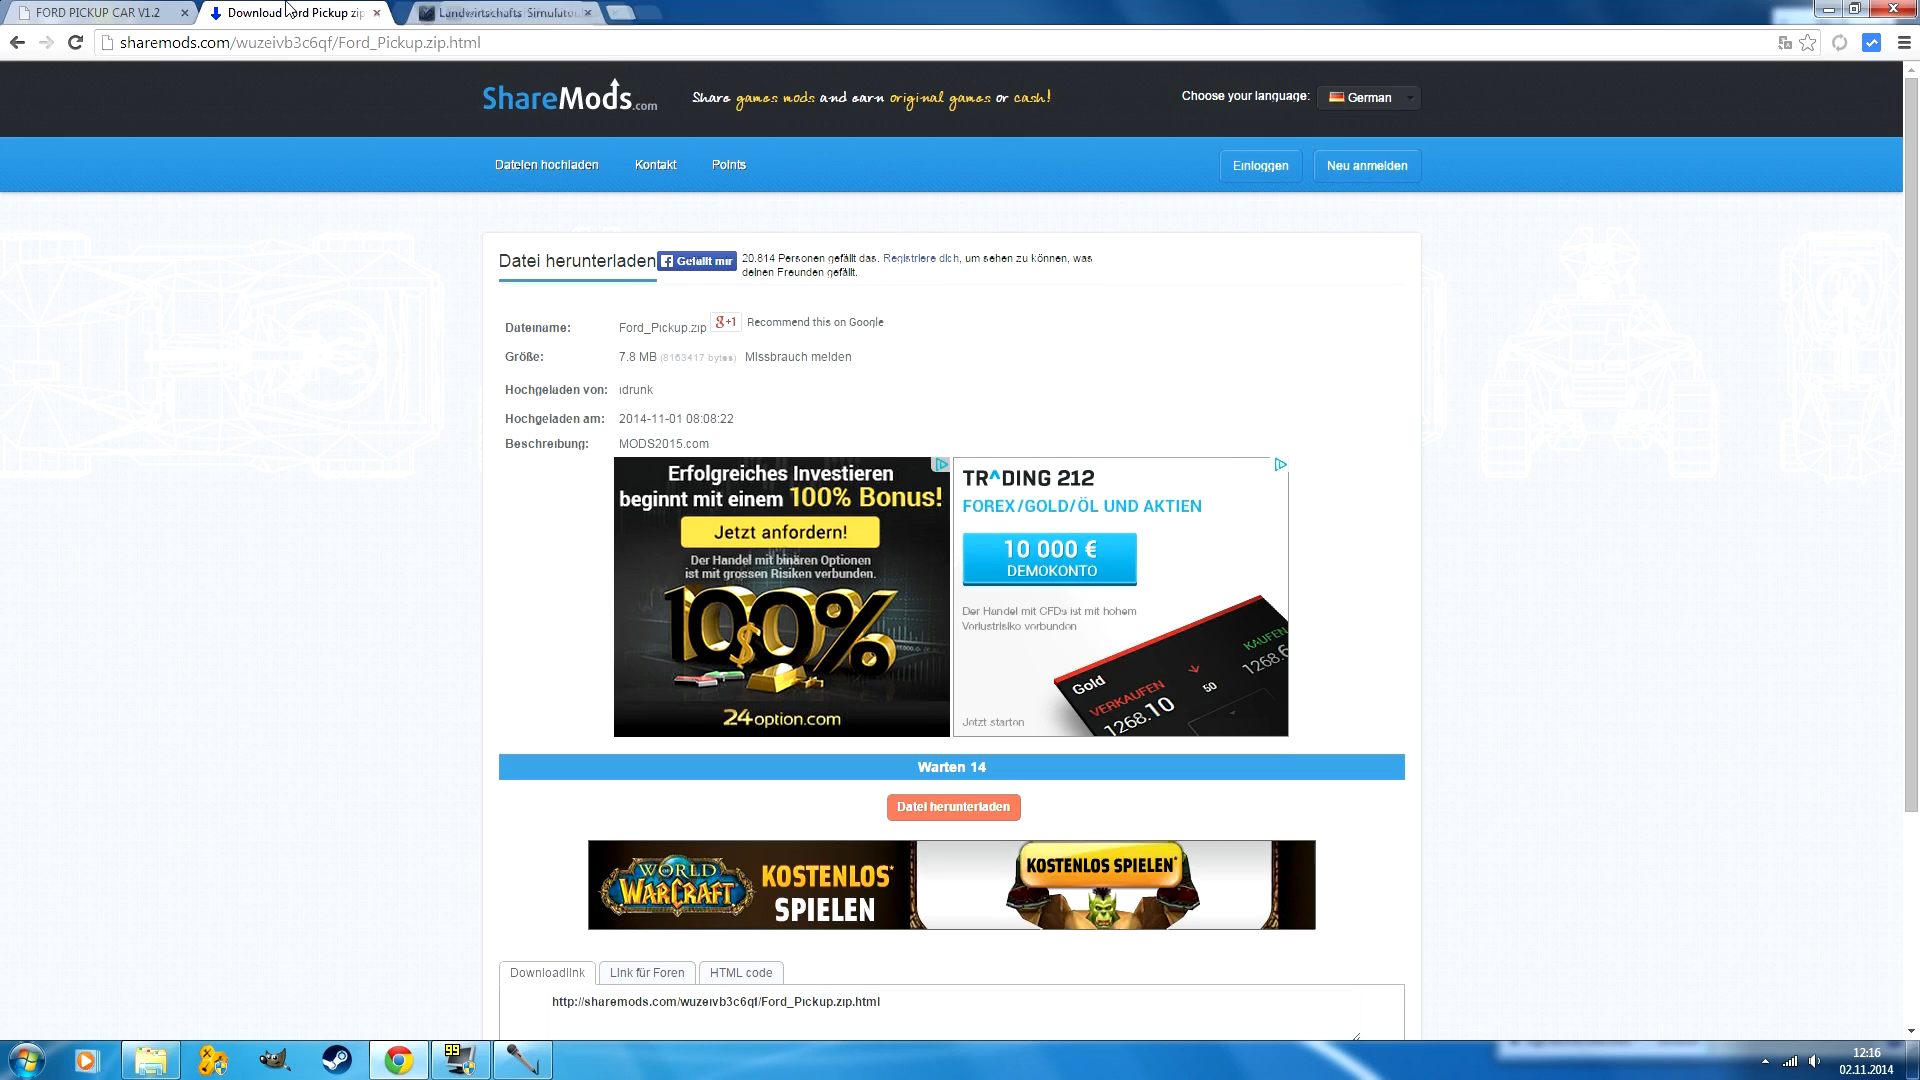 FORD PICKUP CAR V1.2
Download Ford Pickup zip
Landwirtschafts Simulator
sharemods.com/wuzeivb3c6qf/Ford_Pickup.zip.html
ShareMods.com
Share games mods and earn original games or cash!
Choose your language:
German
Dateien hochladen
Kontakt
Points
Einloggen
Neu anmelden
Datei herunterladen
Gefällt mir
20.814 Personen gefällt das. Registriere dich, um sehen zu können, was
deinen Freunden gefällt.
Dateiname:
Ford_Pickup.zip
g+1
Recommend this on Google
Größe:
7.8 MB (8163417 bytes)
Missbrauch melden
Hochgeladen von:
idrunk
Hochgeladen am:
2014-11-01 08:08:22
Beschreibung:
MODS2015.com
Erfolgreiches Investieren
beginnt mit einem 100% Bonus!
Jetzt anfordern!
Der Handel mit binären Optionen
ist mit grossen Risiken verbunden.
100%
$
24option.com
TRADING 212
FOREX/GOLD/ÖL UND AKTIEN
10 000 €
DEMOKONTO
Der Handel mit CFDs ist mit hohem
Verlustrisiko verbunden
Gold
VERKAUFEN
1268.10
50
KAUFEN
1268.6
Jetzt starten
Warten 14
Datei herunterladen
WORLD
WARCRAFT
KOSTENLOS*
SPIELEN
KOSTENLOS SPIELEN*
Downloadlink
Link für Foren
HTML code
http://sharemods.com/wuzeivb3c6qf/Ford_Pickup.zip.html
99
12:16
02.11.2014